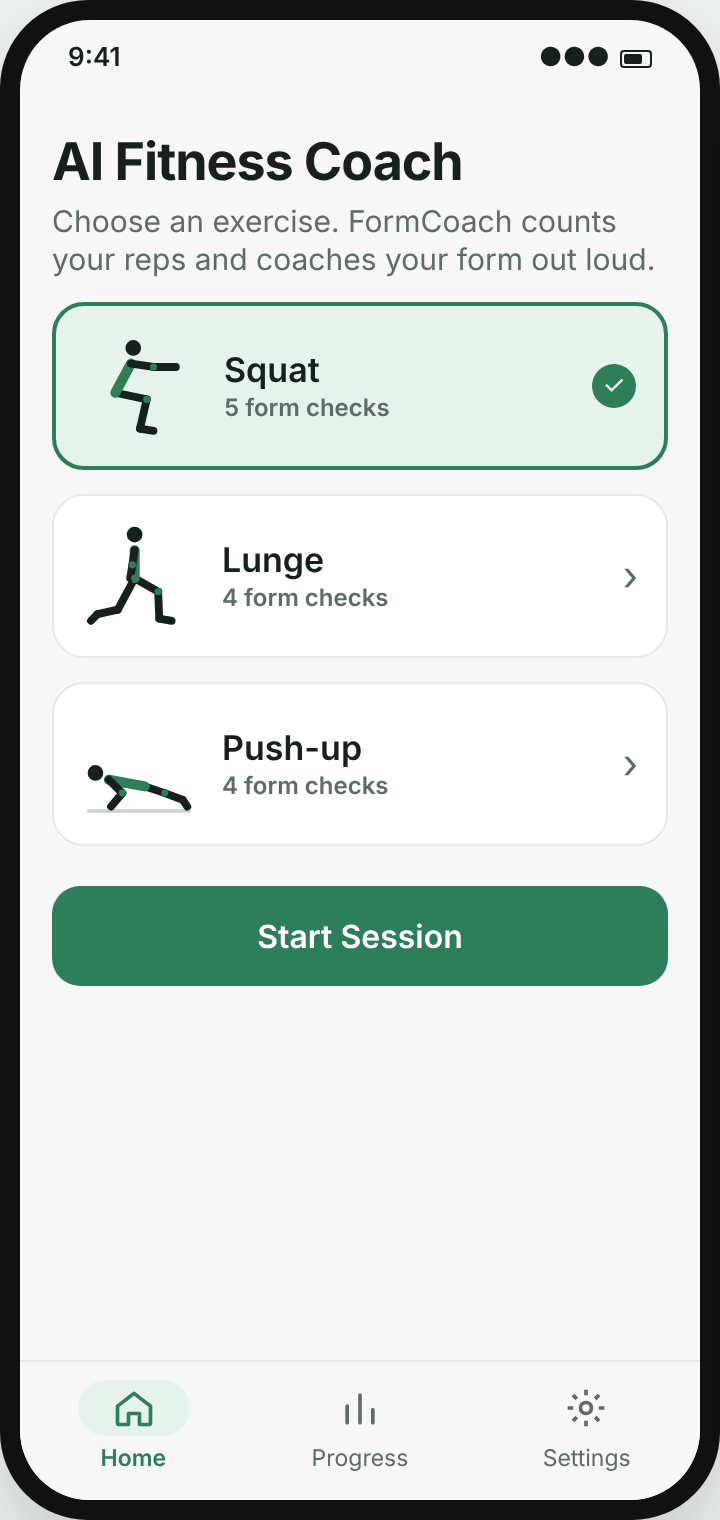 9:41
AI Fitness Coach
Choose an exercise. FormCoach counts
your reps and coaches your form out loud.
Squat
5 form checks
Lunge
4 form checks
Push-up
4 form checks
Start Session
Home
Progress
Settings